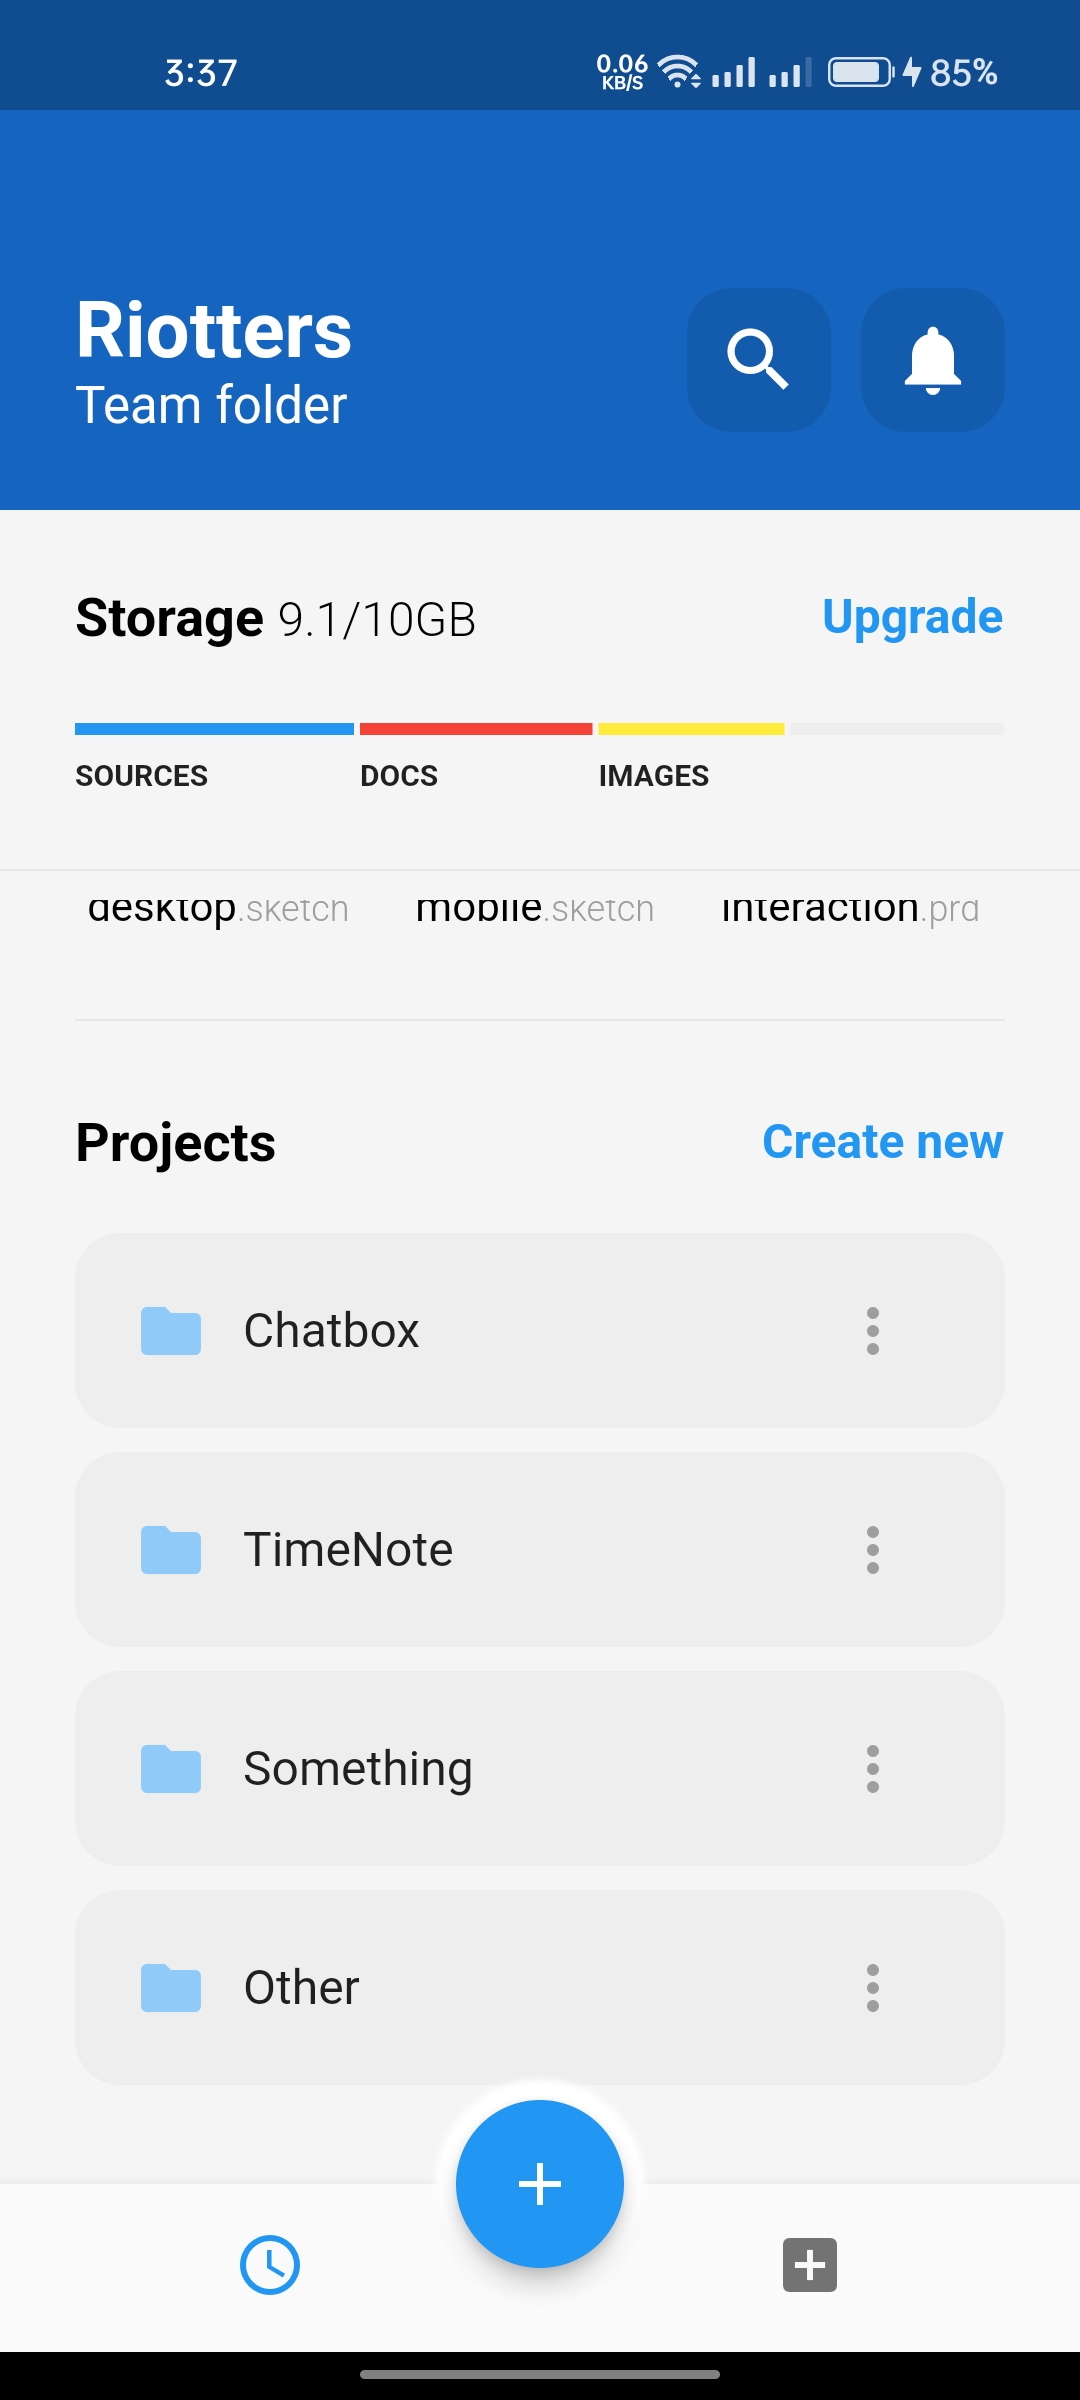 3:37 0.06 KB/S 85%
Riotters
Team folder
Storage 9.1/10GB Upgrade
SOURCES DOCS IMAGES
desktop.sketch mobile.sketch interaction.prd
Projects Create new
Chatbox
TimeNote
Something
Other